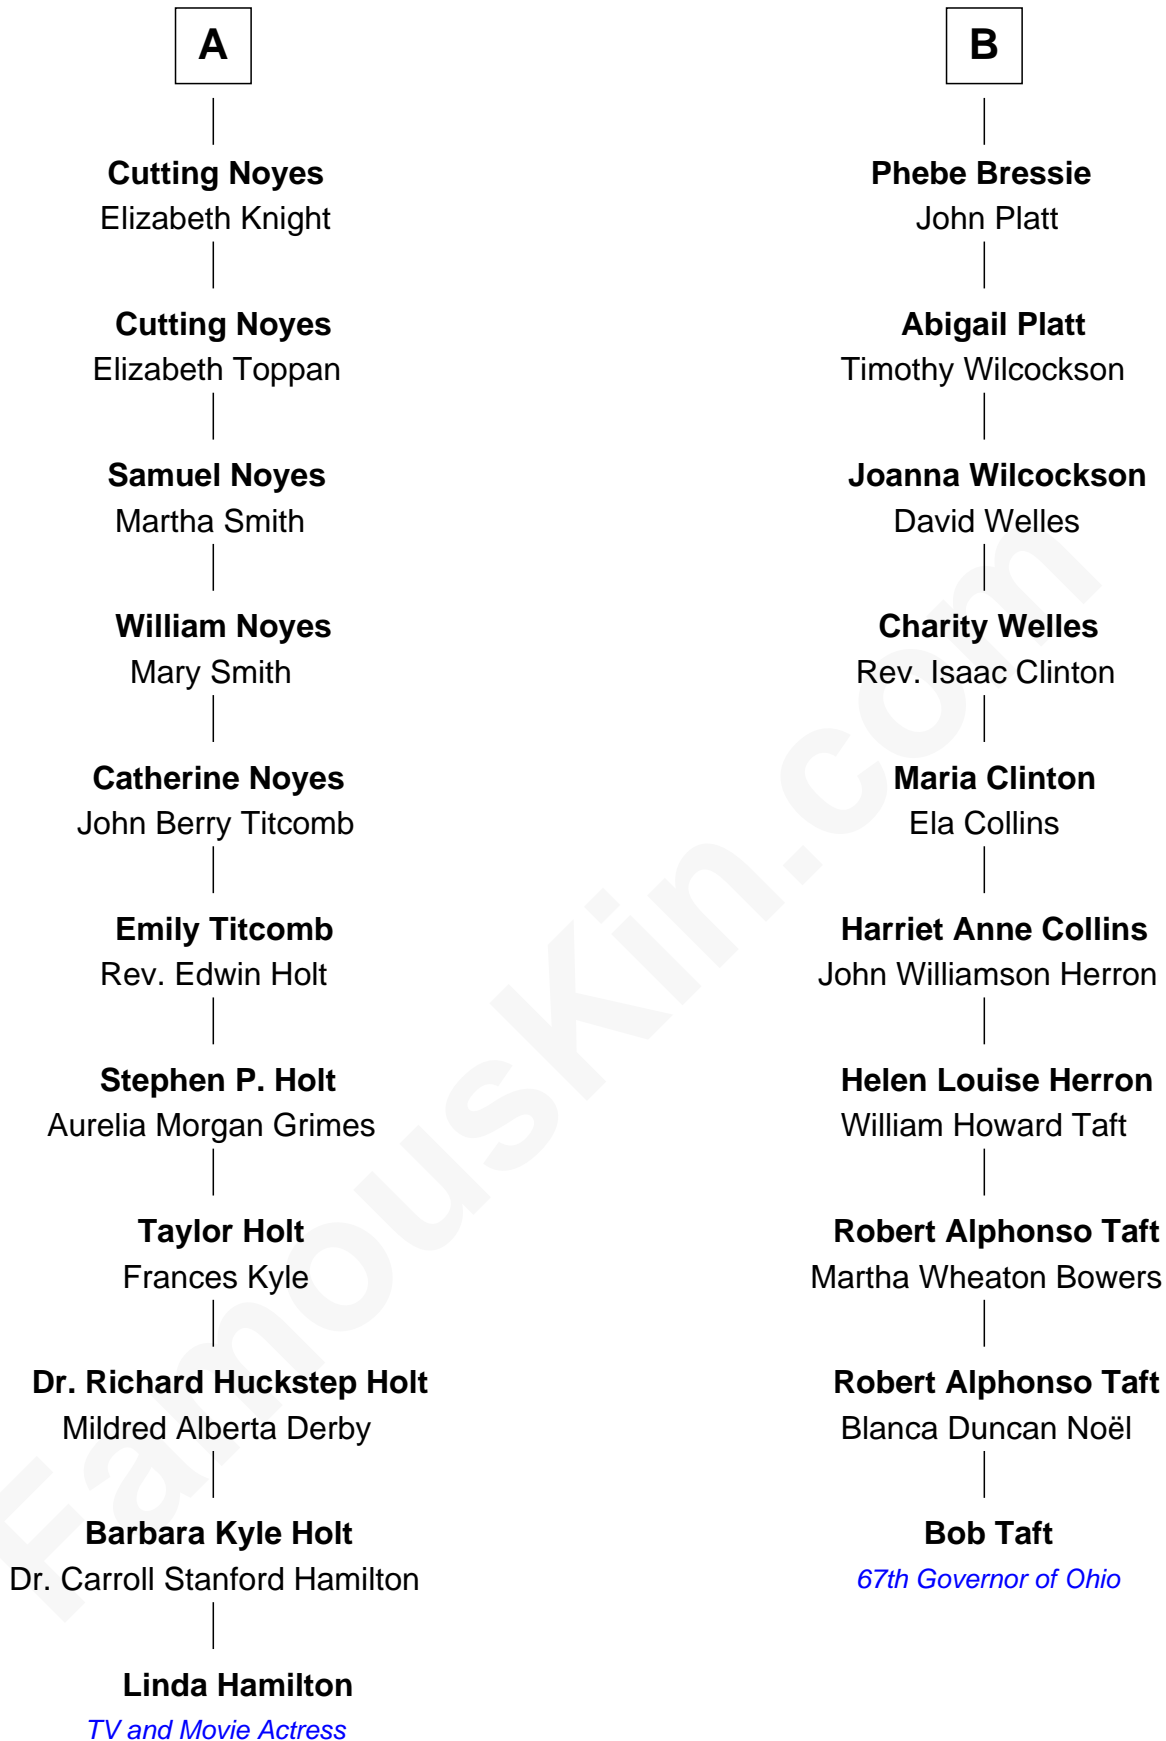 A
Cutting Noyes
Elizabeth Knight
Cutting Noyes
Elizabeth Toppan
Samuel Noyes
Martha Smith
William Noyes
Mary Smith
Catherine Noyes
John Berry Titcomb
Emily Titcomb
Rev. Edwin Holt
Stephen P. Holt
Aurelia Morgan Grimes
Taylor Holt
Frances Kyle
Dr. Richard Huckstep Holt
Mildred Alberta Derby
Barbara Kyle Holt
Dr. Carroll Stanford Hamilton
Linda Hamilton
TV and Movie Actress
B
Phebe Bressie
John Platt
Abigail Platt
Timothy Wilcockson
Joanna Wilcockson
David Welles
Charity Welles
Rev. Isaac Clinton
Maria Clinton
Ela Collins
Harriet Anne Collins
John Williamson Herron
Helen Louise Herron
William Howard Taft
Robert Alphonso Taft
Martha Wheaton Bowers
Robert Alphonso Taft
Blanca Duncan Noël
Bob Taft
67th Governor of Ohio
FamousKin.com